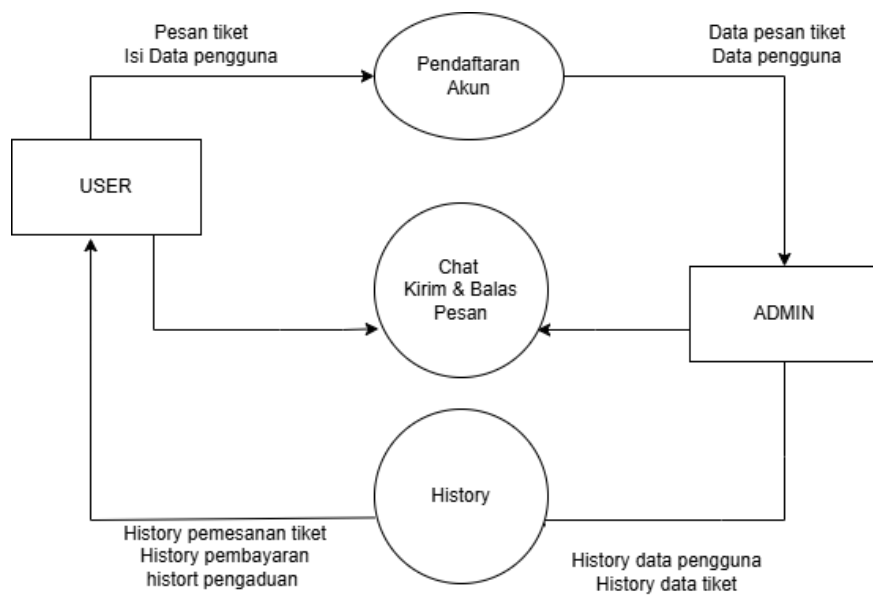 Pesan tiket
Isi Data pengguna
Pendaftaran
Akun
Data pesan tiket
Data pengguna
USER
Chat
Kirim & Balas
Pesan
ADMIN
History
History pemesanan tiket
History pembayaran
histort pengaduan
History data pengguna
History data tiket